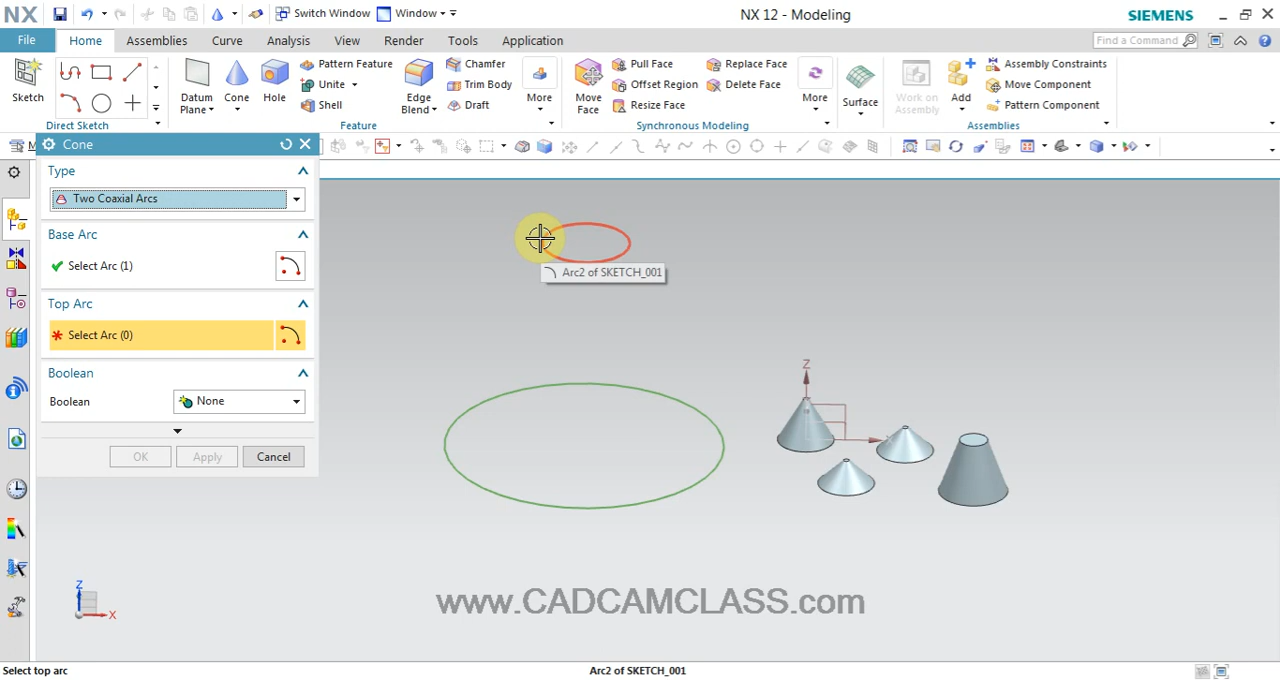 NX Switch Window Window NX 12 - Modeling SIEMENS
File Home Assemblies Curve Analysis View Render Tools Application Find a Command
Sketch
Direct Sketch
Datum Plane Cone Hole
Pattern Feature
Unite
Shell
Edge Blend
Chamfer
Trim Body
Draft
More
Feature
Move Face
Pull Face
Offset Region
Resize Face
Replace Face
Delete Face
More
Synchronous Modeling
Surface
Work on Assembly
Add
Assembly Constraints
Move Component
Pattern Component
Assemblies
M
Cone
Type
Two Coaxial Arcs
Base Arc
Select Arc (1)
Top Arc
* Select Arc (0)
Boolean
Boolean None
OK Apply Cancel
Arc2 of SKETCH_001
Z
Z
X
www.CADCAMCLASS.com
Select top arc Arc2 of SKETCH_001